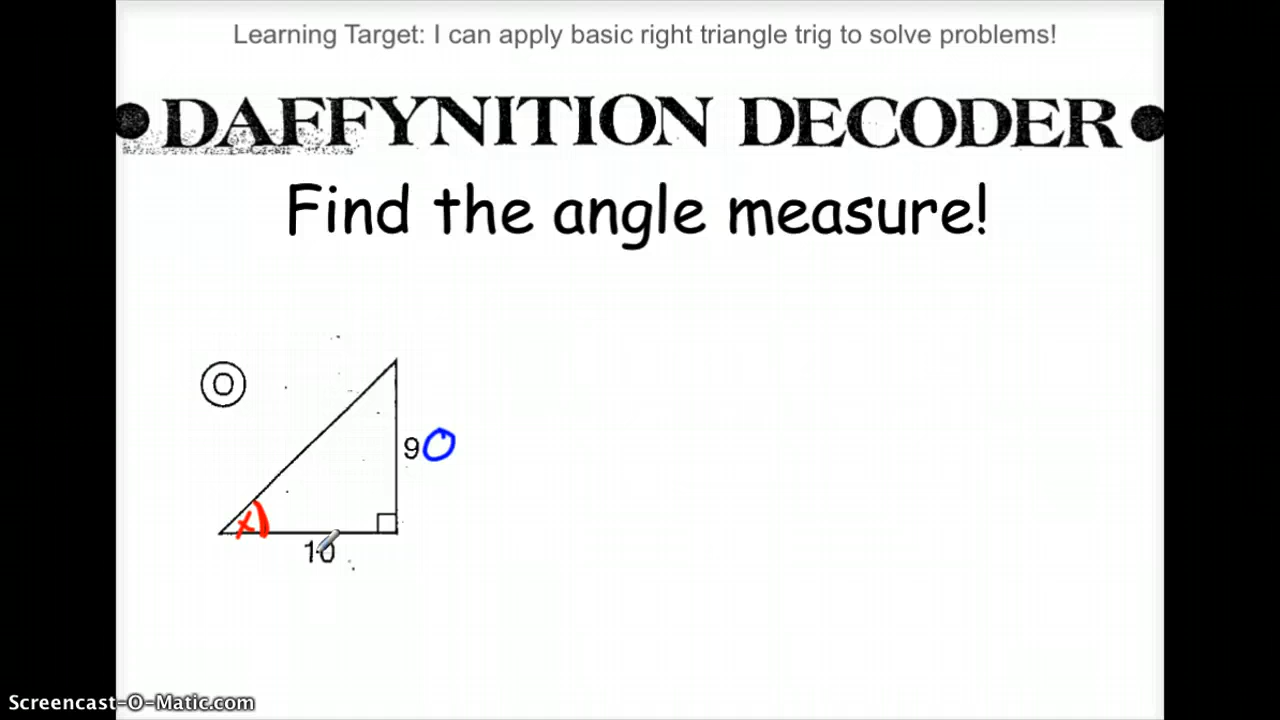 Learning Target: I can apply basic right triangle trig to solve problems!
DAFFYNITION DECODER
Find the angle measure!
O
9 O
x
10
Screencast-O-Matic.com